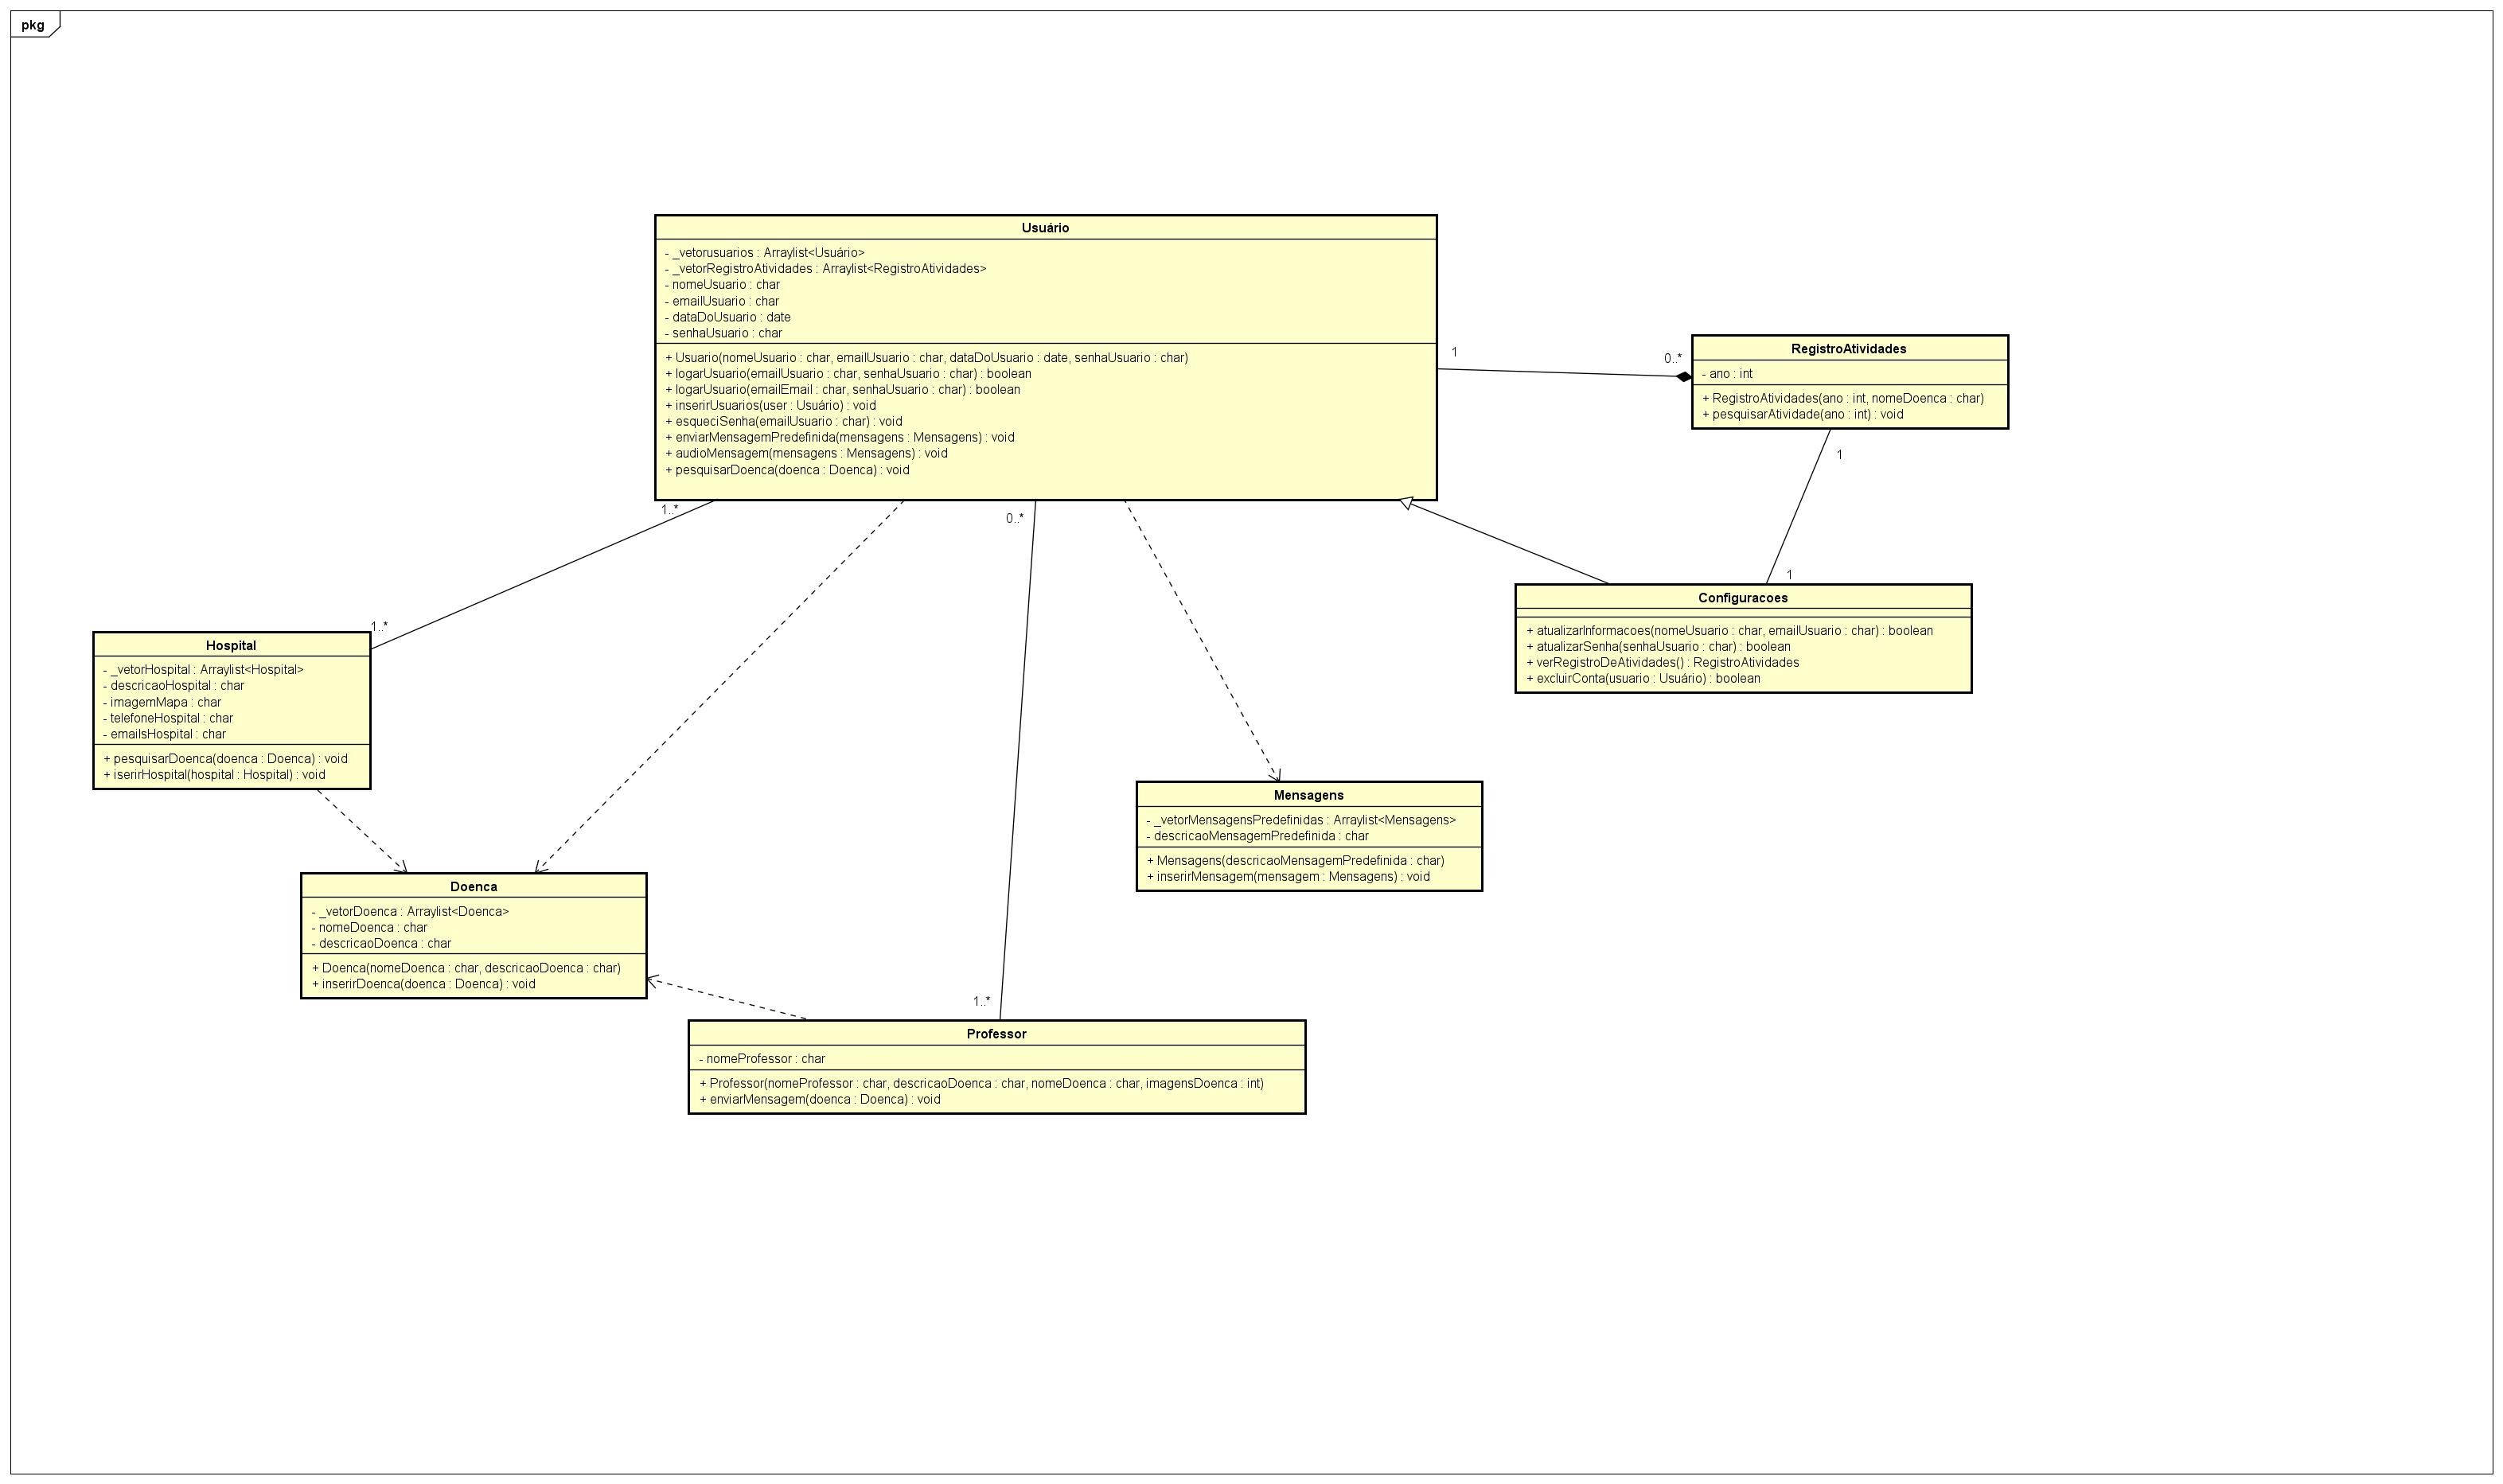 pkg
Usuário
- _vetorusuarios : Arraylist<Usuário>
- _vetorRegistroAtividades : Arraylist<RegistroAtividades>
- nomeUsuario : char
- emailUsuario : char
- dataDoUsuario : date
- senhaUsuario : char
+ Usuario(nomeUsuario : char, emailUsuario : char, dataDoUsuario : date, senhaUsuario : char)
+ logarUsuario(emailUsuario : char, senhaUsuario : char) : boolean
+ logarUsuario(emailEmail : char, senhaUsuario : char) : boolean
+ inserirUsuarios(user : Usuário) : void
+ esqueciSenha(emailUsuario : char) : void
+ enviarMensagemPredefinida(mensagens : Mensagens) : void
+ audioMensagem(mensagens : Mensagens) : void
+ pesquisarDoenca(doenca : Doenca) : void
1
0..*
RegistroAtividades
- ano : int
+ RegistroAtividades(ano : int, nomeDoenca : char)
+ pesquisarAtividade(ano : int) : void
1
1
1..*
0..*
1..*
Configuracoes
+ atualizarInformacoes(nomeUsuario : char, emailUsuario : char) : boolean
+ atualizarSenha(senhaUsuario : char) : boolean
+ verRegistroDeAtividades() : RegistroAtividades
+ excluirConta(usuario : Usuário) : boolean
Hospital
- _vetorHospital : Arraylist<Hospital>
- descricaoHospital : char
- imagemMapa : char
- telefoneHospital : char
- emailsHospital : char
+ pesquisarDoenca(doenca : Doenca) : void
+ iserirHospital(hospital : Hospital) : void
Mensagens
- _vetorMensagensPredefinidas : Arraylist<Mensagens>
- descricaoMensagemPredefinida : char
+ Mensagens(descricaoMensagemPredefinida : char)
+ inserirMensagem(mensagem : Mensagens) : void
Doenca
- _vetorDoenca : Arraylist<Doenca>
- nomeDoenca : char
- descricaoDoenca : char
+ Doenca(nomeDoenca : char, descricaoDoenca : char)
+ inserirDoenca(doenca : Doenca) : void
1..*
Professor
- nomeProfessor : char
+ Professor(nomeProfessor : char, descricaoDoenca : char, nomeDoenca : char, imagensDoenca : int)
+ enviarMensagem(doenca : Doenca) : void